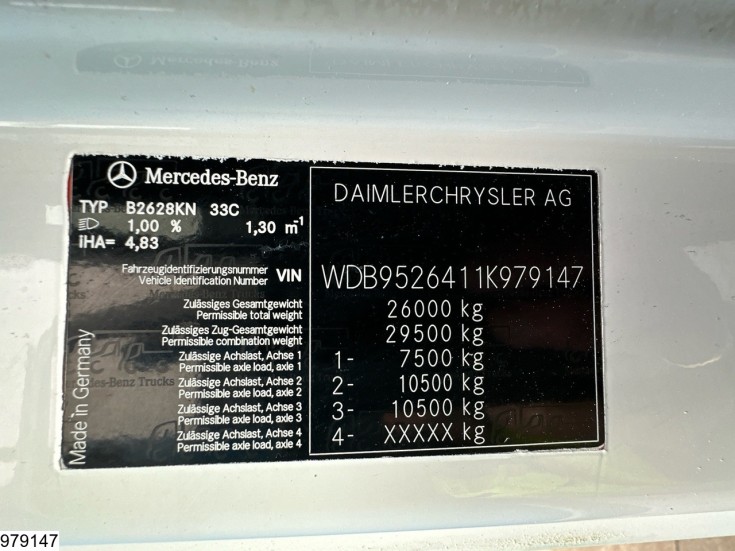 Mercedes-Benz
DAIMLERCHRYSLER AG
TYP B2628KN 33C
1,00 % 1,30 m-1
iHA= 4,83
Fahrzeugidentifizierungsnummer
Vehicle Identification Number VIN WDB9526411K979147
Zulässiges Gesamtgewicht
Permissible total weight 26000 kg
Zulässiges Zug-Gesamtgewicht
Permissible combination weight 29500 kg
Zulässige Achslast, Achse 1
Permissible axle load, axle 1 1- 7500 kg
Zulässige Achslast, Achse 2
Permissible axle load, axle 2 2- 10500 kg
Zulässige Achslast, Achse 3
Permissible axle load, axle 3 3- 10500 kg
Zulässige Achslast, Achse 4
Permissible axle load, axle 4 4- XXXXX kg
Made in Germany
979147